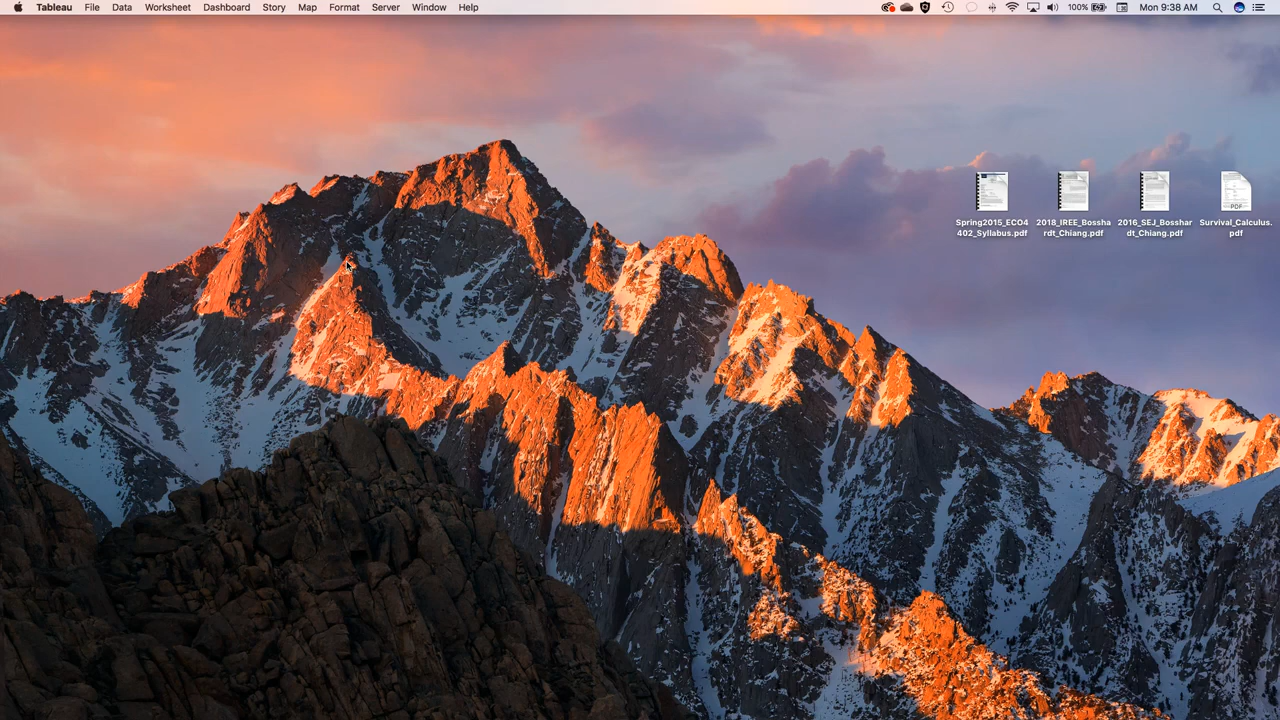 Tableau File Data Worksheet Dashboard Story Map Format Server Window Help 100% Mon 9:38 AM
Spring2015_ECO4
402_Syllabus.pdf
2018_IREE_Bossha
rdt_Chiang.pdf
2016_SEJ_Bosshar
dt_Chiang.pdf
Survival_Calculus.
pdf
PDF